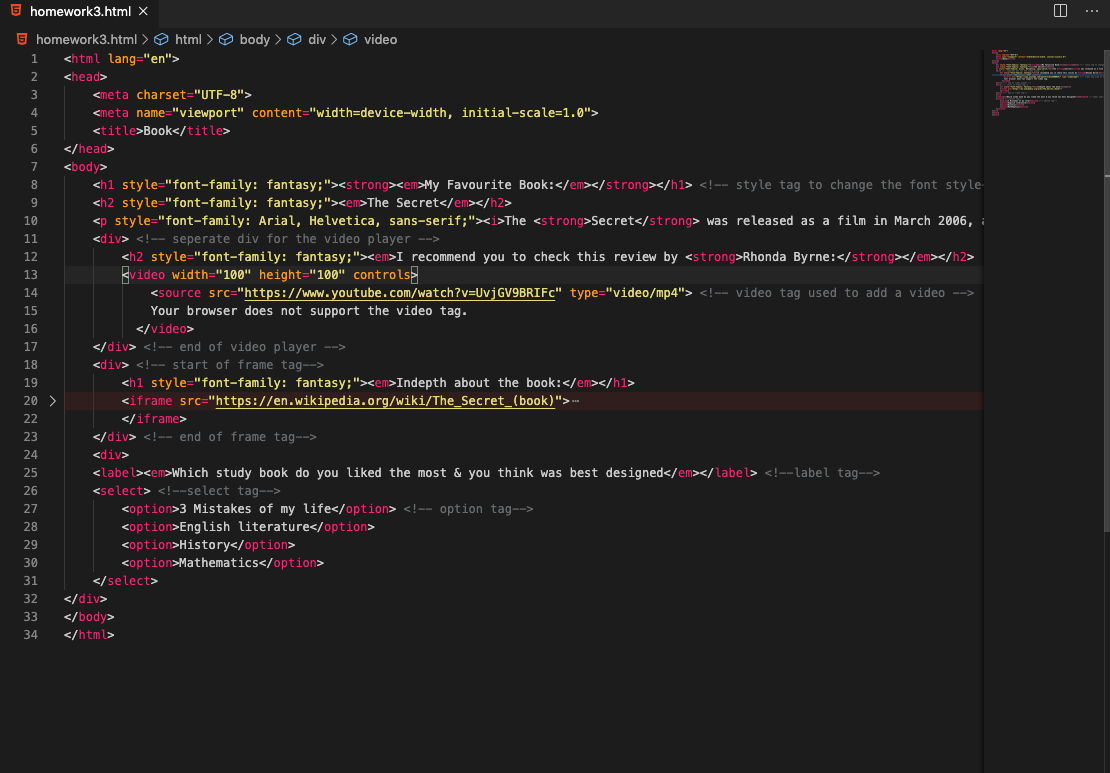 homework3.html
homework3.html > html > body > div > video
1 <html lang="en">
2 <head>
3 <meta charset="UTF-8">
4 <meta name="viewport" content="width=device-width, initial-scale=1.0">
5 <title>Book</title>
6 </head>
7 <body>
8 <h1 style="font-family: fantasy;"><strong><em>My Favourite Book:</em></strong></h1> <!-- style tag to change the font style
9 <h2 style="font-family: fantasy;"><em>The Secret</em></h2>
10 <p style="font-family: Arial, Helvetica, sans-serif;"><i>The <strong>Secret</strong> was released as a film in March 2006,
11 <div> <!-- seperate div for the video player -->
12 <h2 style="font-family: fantasy;"><em>I recommend you to check this review by <strong>Rhonda Byrne:</strong></em></h2>
13 <video width="100" height="100" controls>
14 <source src="https://www.youtube.com/watch?v=UvjGV9BRIFc" type="video/mp4"> <!-- video tag used to add a video -->
15 Your browser does not support the video tag.
16 </video>
17 </div> <!-- end of video player -->
18 <div> <!-- start of frame tag-->
19 <h1 style="font-family: fantasy;"><em>Indepth about the book:</em></h1>
20 <iframe src="https://en.wikipedia.org/wiki/The_Secret_(book)">⋯
22 </iframe>
23 </div> <!-- end of frame tag-->
24 <div>
25 <label><em>Which study book do you liked the most & you think was best designed</em></label> <!--label tag-->
26 <select> <!--select tag-->
27 <option>3 Mistakes of my life</option> <!-- option tag-->
28 <option>English literature</option>
29 <option>History</option>
30 <option>Mathematics</option>
31 </select>
32 </div>
33 </body>
34 </html>